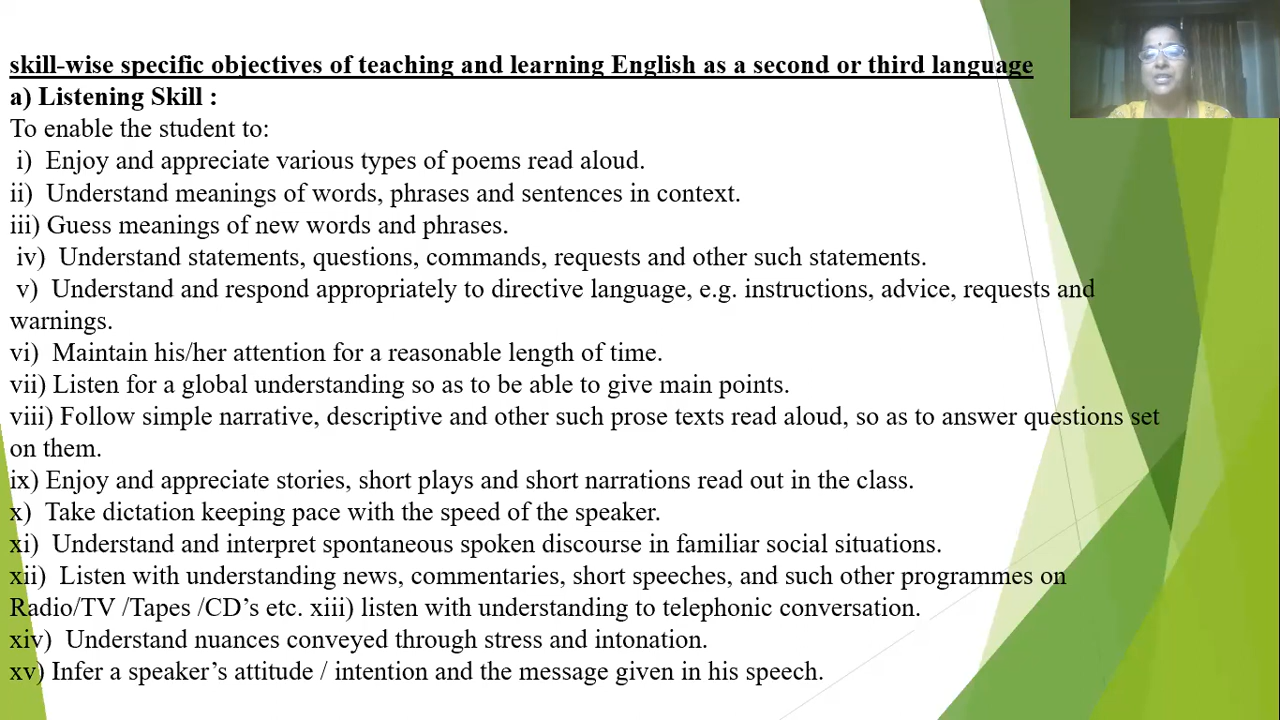 skill-wise specific objectives of teaching and learning English as a second or third language
a) Listening Skill :
To enable the student to:
i) Enjoy and appreciate various types of poems read aloud.
ii) Understand meanings of words, phrases and sentences in context.
iii) Guess meanings of new words and phrases.
iv) Understand statements, questions, commands, requests and other such statements.
v) Understand and respond appropriately to directive language, e.g. instructions, advice, requests and
warnings.
vi) Maintain his/her attention for a reasonable length of time.
vii) Listen for a global understanding so as to be able to give main points.
viii) Follow simple narrative, descriptive and other such prose texts read aloud, so as to answer questions set
on them.
ix) Enjoy and appreciate stories, short plays and short narrations read out in the class.
x) Take dictation keeping pace with the speed of the speaker.
xi) Understand and interpret spontaneous spoken discourse in familiar social situations.
xii) Listen with understanding news, commentaries, short speeches, and such other programmes on
Radio/TV /Tapes /CD’s etc. xiii) listen with understanding to telephonic conversation.
xiv) Understand nuances conveyed through stress and intonation.
xv) Infer a speaker’s attitude / intention and the message given in his speech.